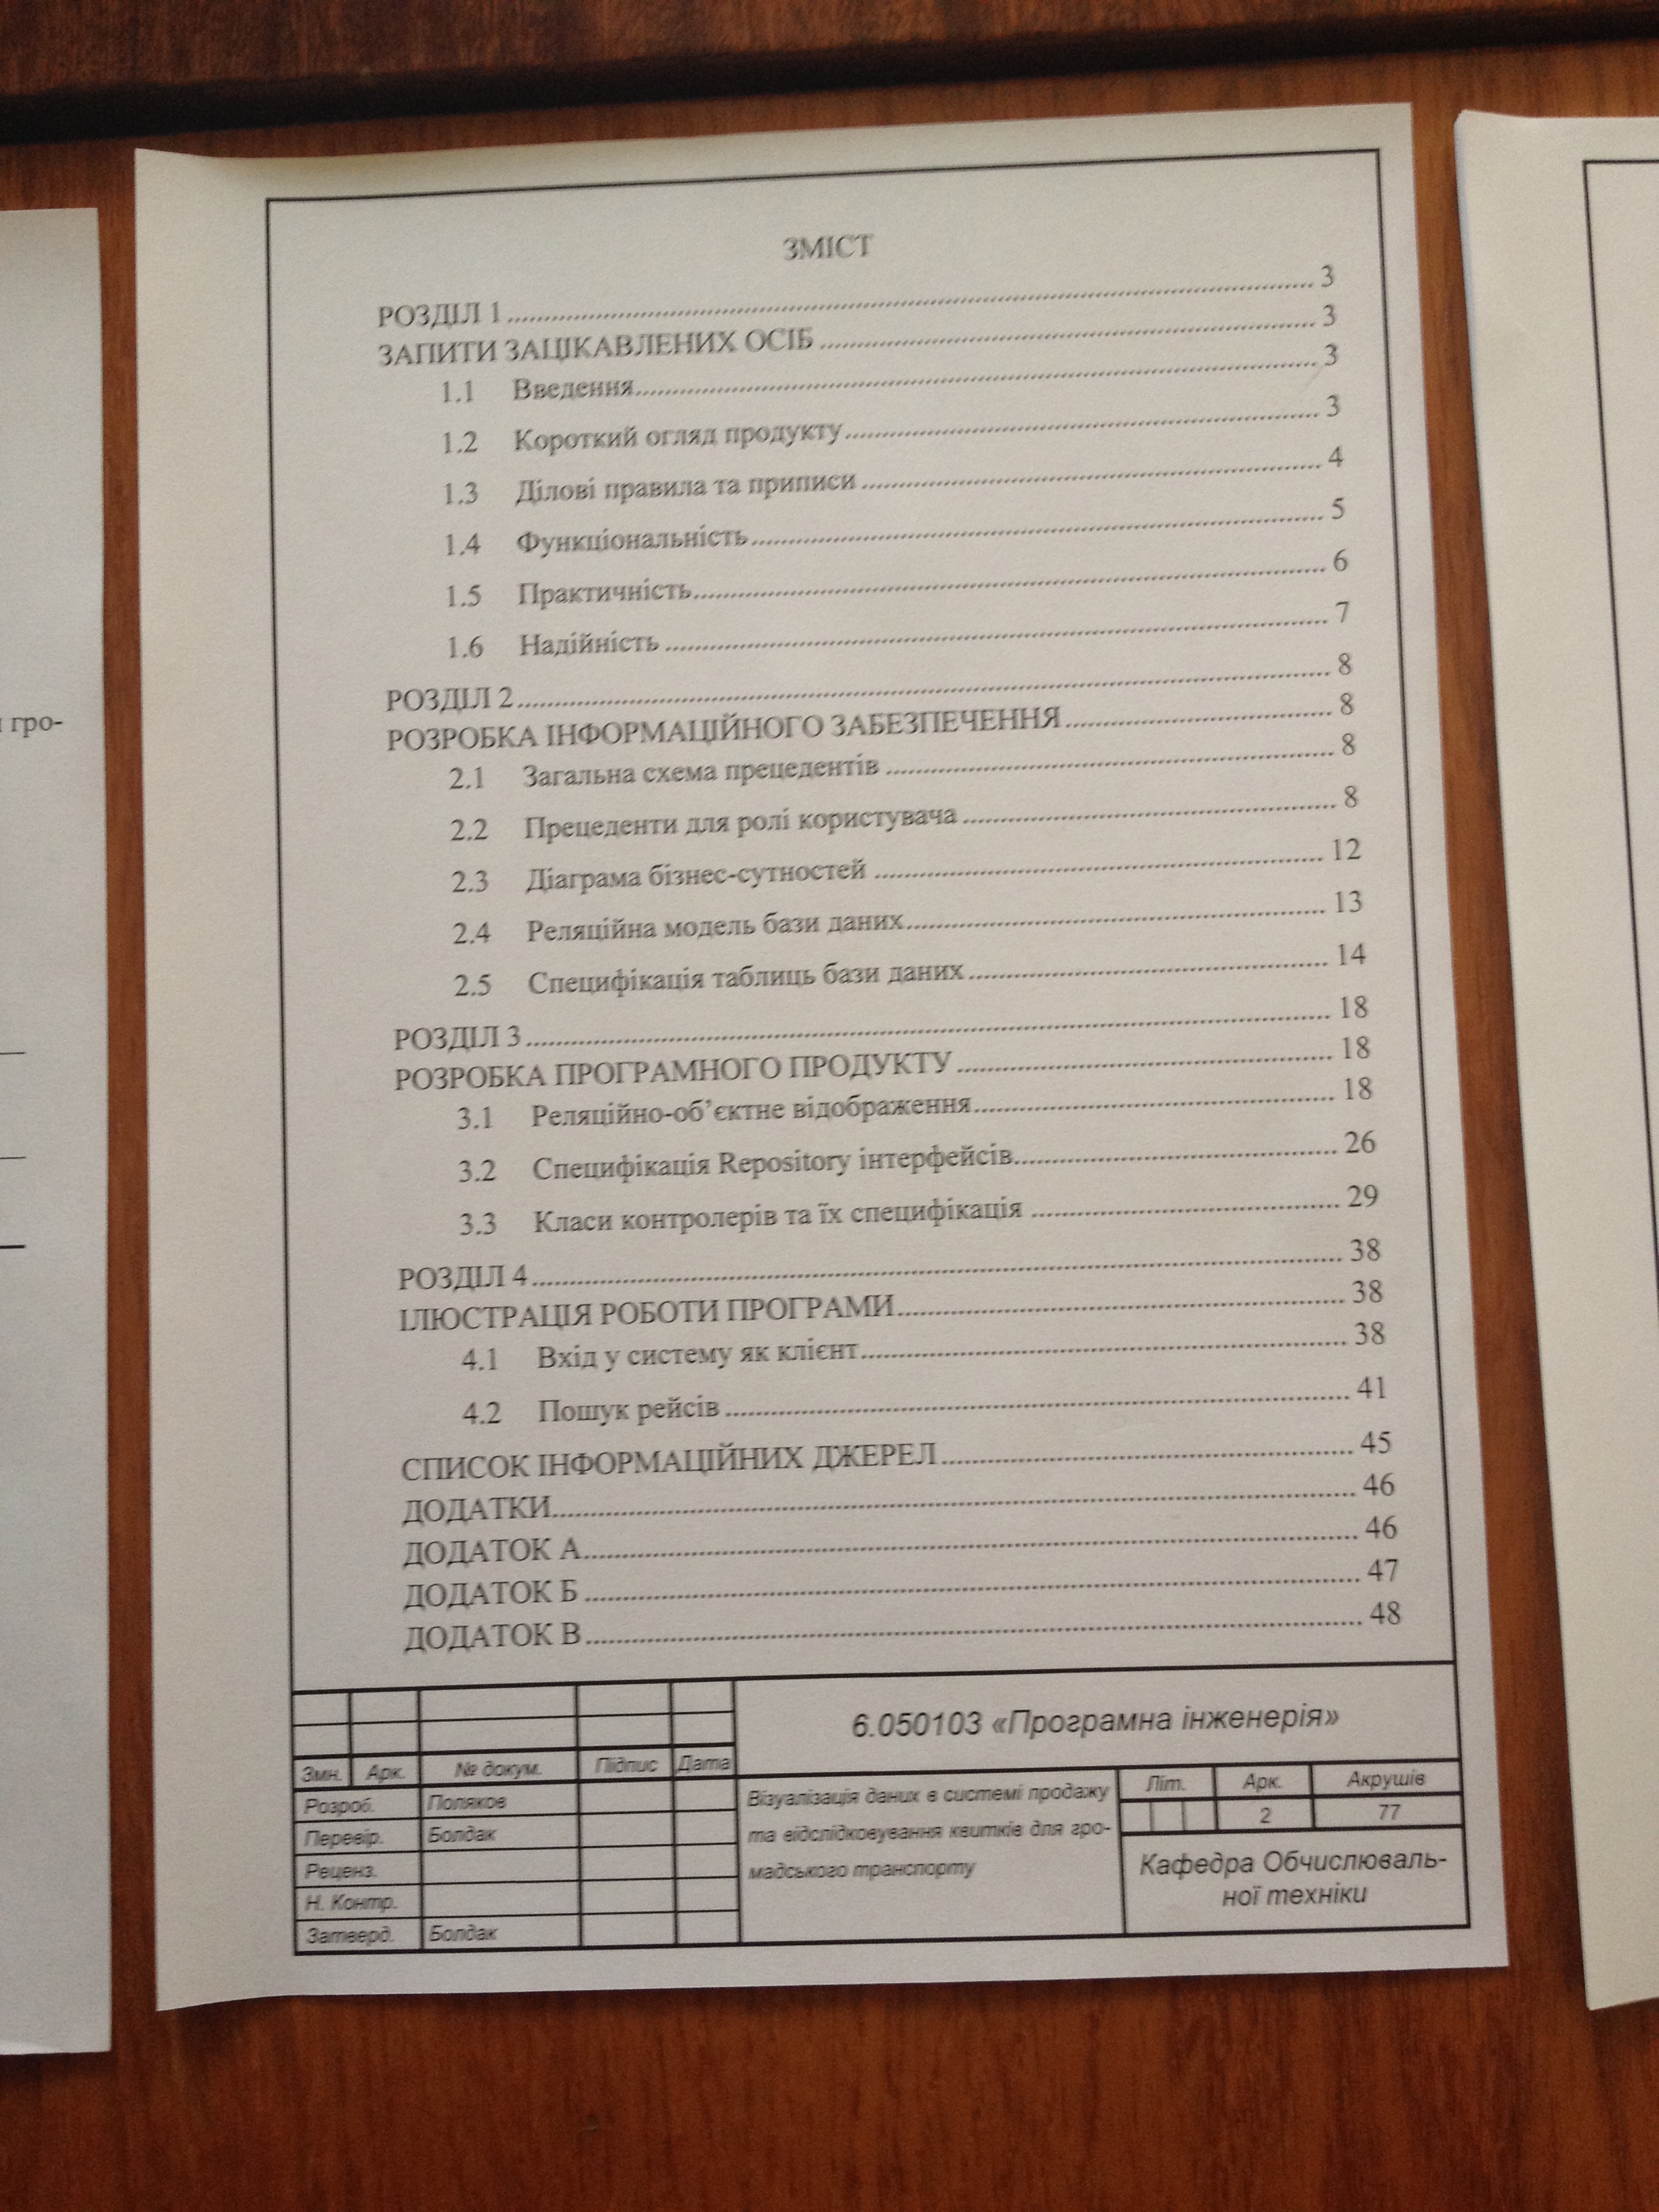 ЗМІСТ
РОЗДІЛ 1 ........ 3
ЗАПИТИ ЗАЦІКАВЛЕНИХ ОСІБ ........ 3
1.1 Введення ........ 3
1.2 Короткий огляд продукту ........ 3
1.3 Ділові правила та приписи ........ 4
1.4 Функціональність ........ 5
1.5 Практичність ........ 6
1.6 Надійність ........ 7
РОЗДІЛ 2 ........ 8
РОЗРОБКА ІНФОРМАЦІЙНОГО ЗАБЕЗПЕЧЕННЯ ........ 8
2.1 Загальна схема прецедентів ........ 8
2.2 Прецеденти для ролі користувача ........ 8
2.3 Діаграма бізнес-сутностей ........ 12
2.4 Реляційна модель бази даних ........ 13
2.5 Специфікація таблиць бази даних ........ 14
РОЗДІЛ 3 ........ 18
РОЗРОБКА ПРОГРАМНОГО ПРОДУКТУ ........ 18
3.1 Реляційно-об’єктне відображення ........ 18
3.2 Специфікація Repository інтерфейсів ........ 26
3.3 Класи контролерів та їх специфікація ........ 29
РОЗДІЛ 4 ........ 38
ІЛЮСТРАЦІЯ РОБОТИ ПРОГРАМИ ........ 38
4.1 Вхід у систему як клієнт ........ 38
4.2 Пошук рейсів ........ 41
СПИСОК ІНФОРМАЦІЙНИХ ДЖЕРЕЛ ........ 45
ДОДАТКИ ........ 46
ДОДАТОК А ........ 46
ДОДАТОК Б ........ 47
ДОДАТОК В ........ 48
6.050103 «Програмна інженерія»
Змн. Арк. № докум. Підпис Дата
Розроб. Поляков
Перевір. Болдак
Реценз.
Н. Контр.
Затверд. Болдак
Візуалізація даних в системі продажу
та відслідковування квитків для гро-
мадського транспорту
Літ. Арк. Акрушів
2 77
Кафедра Обчислюваль-
ної техніки
гро-